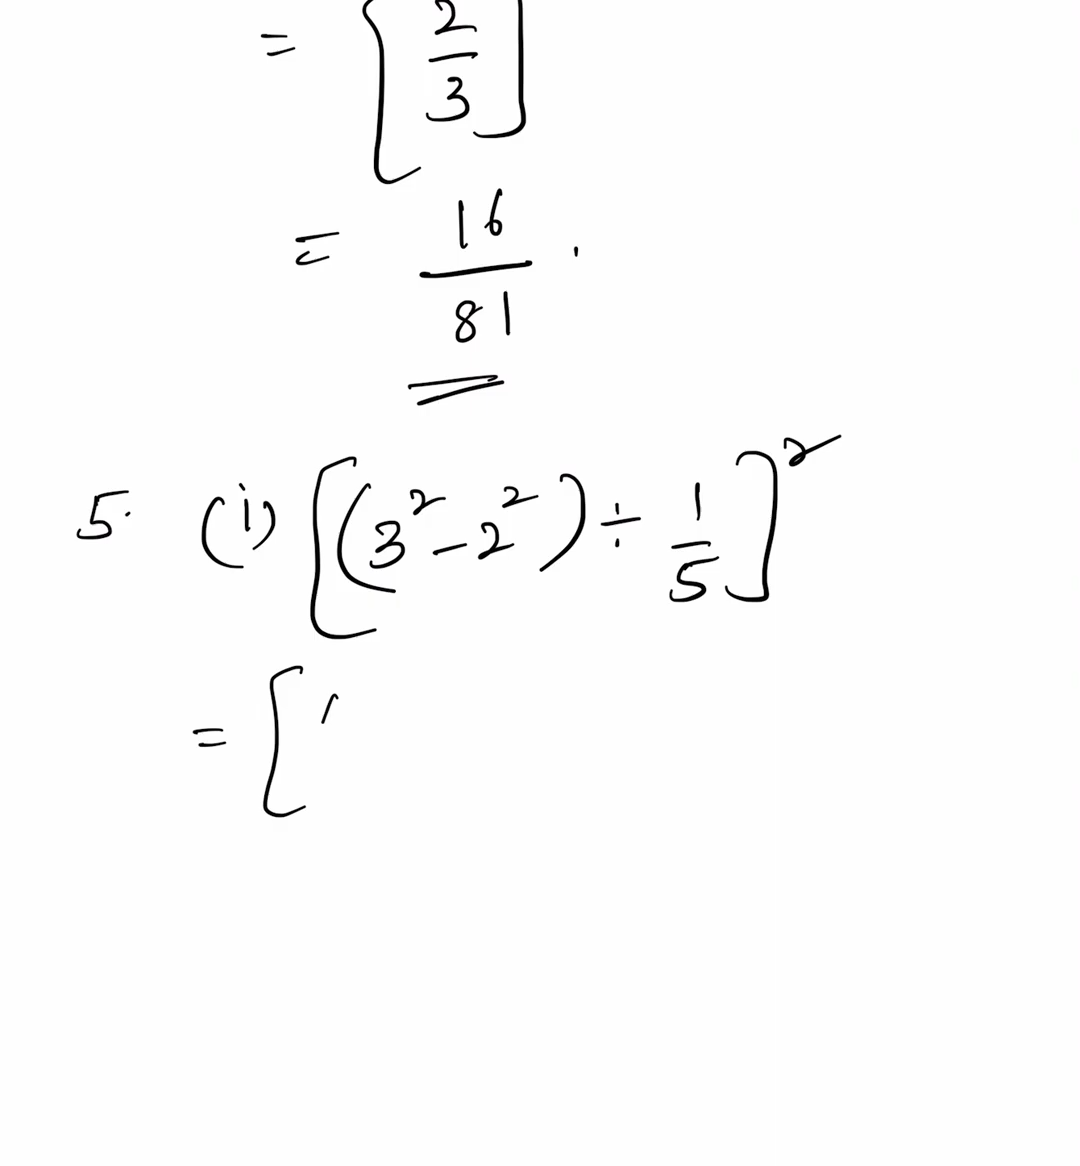 = [2/3]
= 16/81 .
5. (i) [(3² - 2²) ÷ 1/5]²
= [